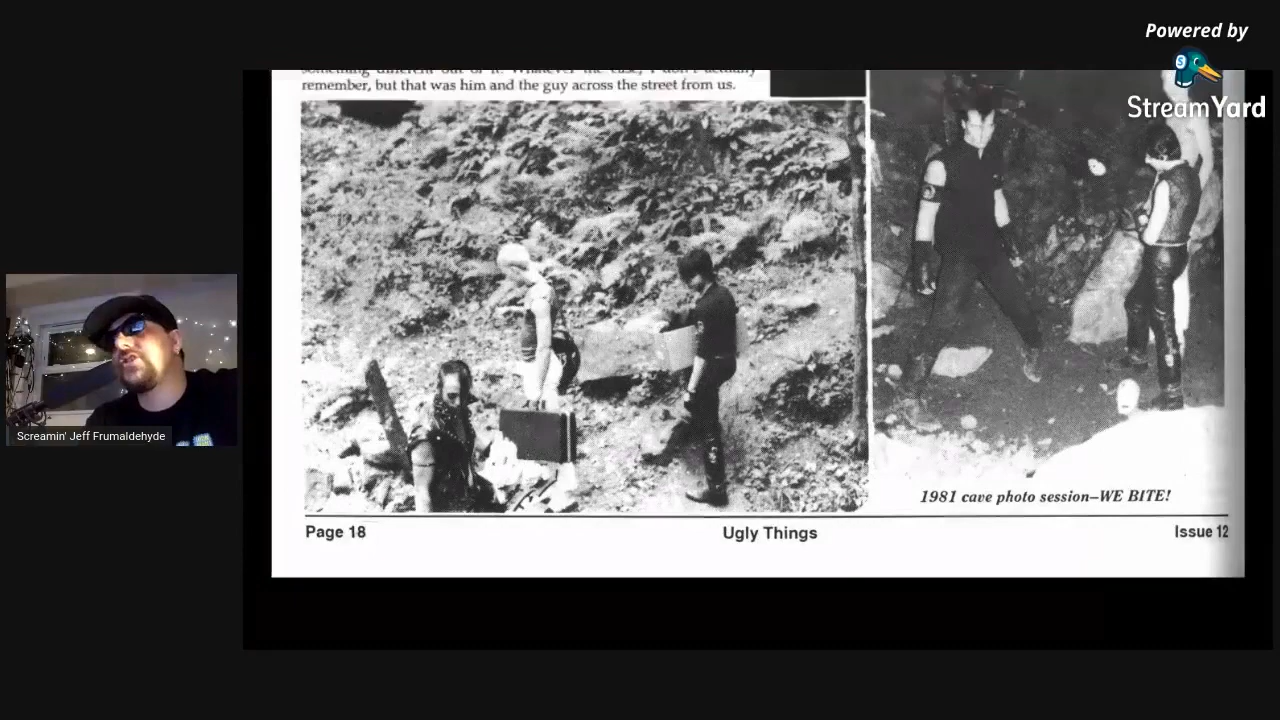 Powered by
StreamYard
remember, but that was him and the guy across the street from us.
1981 cave photo session—WE BITE!
Page 18
Ugly Things
Issue 12
Screamin' Jeff Frumaldehyde